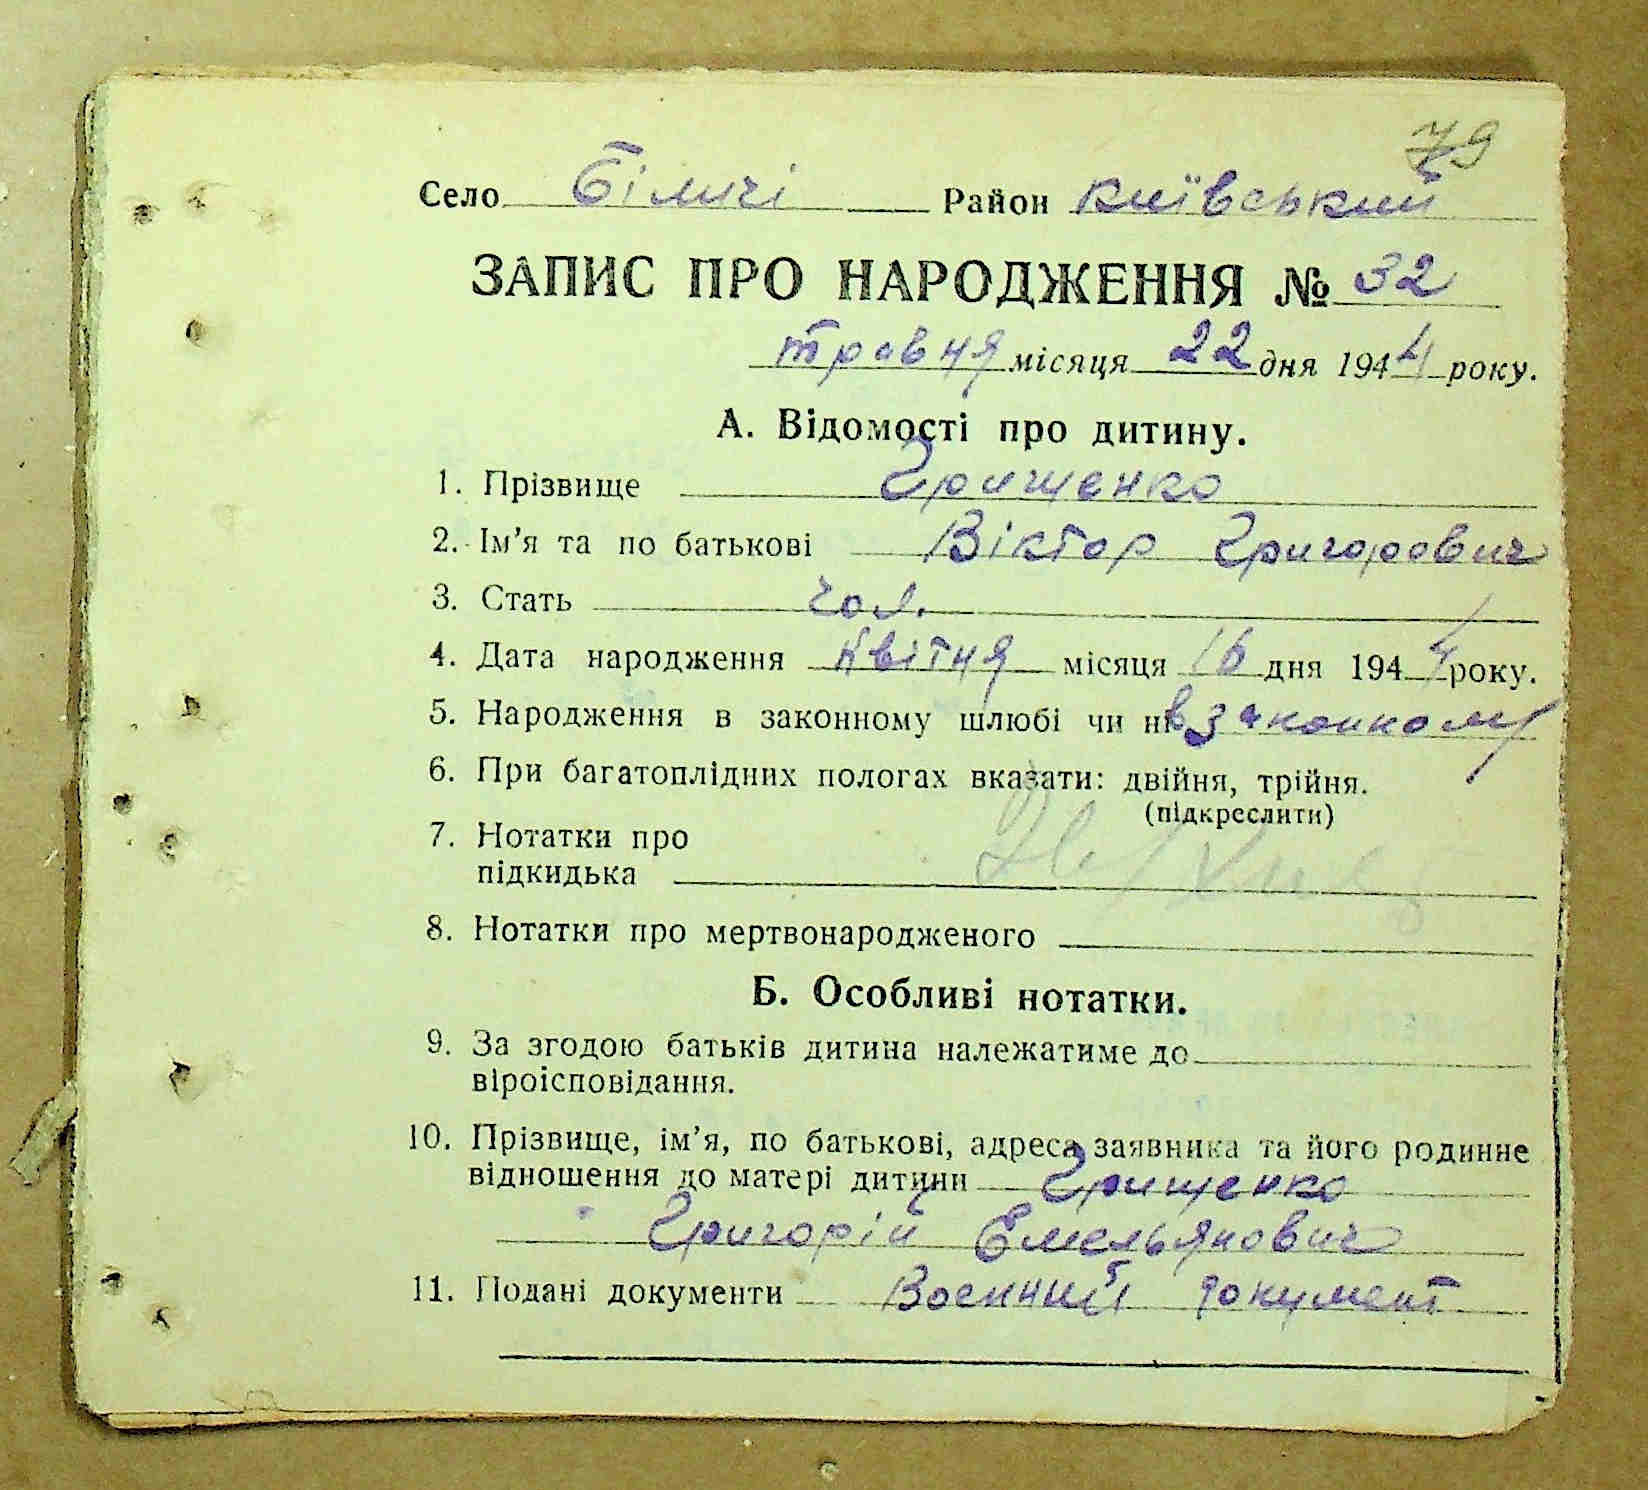 79
Село Біличі Район Київський
ЗАПИС ПРО НАРОДЖЕННЯ № 32
травня місяця 22 дня 1944 року.
А. Відомості про дитину.
1. Прізвище Грищенко
2. Ім’я та по батькові Віктор Григорович
3. Стать чол.
4. Дата народження квітня місяця 16 дня 1944 року.
5. Народження в законному шлюбі чи ні в законному
6. При багатоплідних пологах вказати: двійня, трійня.
(підкреслити)
7. Нотатки про
підкидька
8. Нотатки про мертвонародженого
Б. Особливі нотатки.
9. За згодою батьків дитина належатиме до
віроісповідання.
10. Прізвище, ім’я, по батькові, адреса заявника та його родинне
відношення до матері дитини Грищенко
Григорій Емельянович
11. Подані документи Военний документ